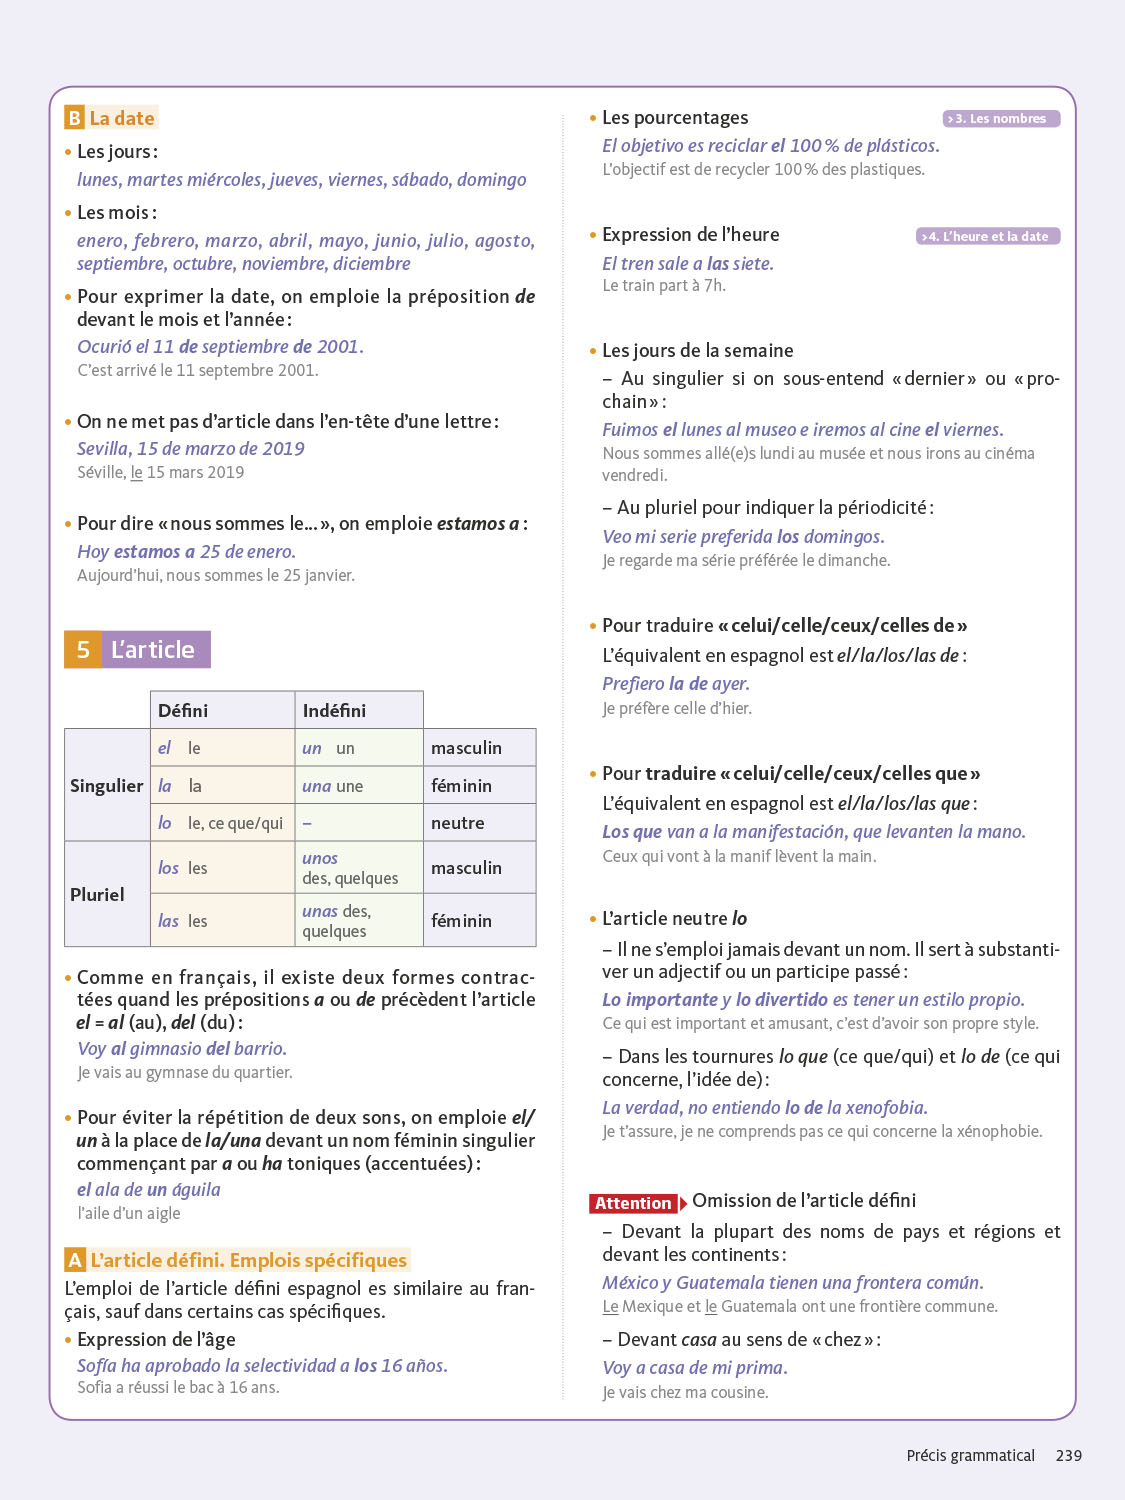 B La date
• Les jours :
lunes, martes miércoles, jueves, viernes, sábado, domingo
• Les mois :
enero, febrero, marzo, abril, mayo, junio, julio, agosto,
septiembre, octubre, noviembre, diciembre
• Pour exprimer la date, on emploie la préposition de
devant le mois et l’année :
Ocurió el 11 de septiembre de 2001.
C’est arrivé le 11 septembre 2001.
• On ne met pas d’article dans l’en-tête d’une lettre :
Sevilla, 15 de marzo de 2019
Séville, le 15 mars 2019
• Pour dire « nous sommes le... », on emploie estamos a :
Hoy estamos a 25 de enero.
Aujourd’hui, nous sommes le 25 janvier.
5 L’article
Défini Indéfini
el le un un masculin
Singulier la la una une féminin
lo le, ce que/qui – neutre
Pluriel los les unos
des, quelques masculin
las les unas des,
quelques féminin
• Comme en français, il existe deux formes contrac-
tées quand les prépositions a ou de précèdent l’article
el = al (au), del (du) :
Voy al gimnasio del barrio.
Je vais au gymnase du quartier.
• Pour éviter la répétition de deux sons, on emploie el/
un à la place de la/una devant un nom féminin singulier
commençant par a ou ha toniques (accentuées) :
el ala de un águila
l’aile d’un aigle
A L’article défini. Emplois spécifiques
L’emploi de l’article défini espagnol es similaire au fran-
çais, sauf dans certains cas spécifiques.
• Expression de l’âge
Sofía ha aprobado la selectividad a los 16 años.
Sofia a réussi le bac à 16 ans.
• Les pourcentages › 3. Les nombres
El objetivo es reciclar el 100 % de plásticos.
L’objectif est de recycler 100 % des plastiques.
• Expression de l’heure › 4. L’heure et la date
El tren sale a las siete.
Le train part à 7h.
• Les jours de la semaine
– Au singulier si on sous-entend « dernier » ou « pro-
chain » :
Fuimos el lunes al museo e iremos al cine el viernes.
Nous sommes allé(e)s lundi au musée et nous irons au cinéma
vendredi.
– Au pluriel pour indiquer la périodicité :
Veo mi serie preferida los domingos.
Je regarde ma série préférée le dimanche.
• Pour traduire « celui/celle/ceux/celles de »
L’équivalent en espagnol est el/la/los/las de :
Prefiero la de ayer.
Je préfère celle d’hier.
• Pour traduire « celui/celle/ceux/celles que »
L’équivalent en espagnol est el/la/los/las que :
Los que van a la manifestación, que levanten la mano.
Ceux qui vont à la manif lèvent la main.
• L’article neutre lo
– Il ne s’emploi jamais devant un nom. Il sert à substanti-
ver un adjectif ou un participe passé :
Lo importante y lo divertido es tener un estilo propio.
Ce qui est important et amusant, c’est d’avoir son propre style.
– Dans les tournures lo que (ce que/qui) et lo de (ce qui
concerne, l’idée de) :
La verdad, no entiendo lo de la xenofobia.
Je t’assure, je ne comprends pas ce qui concerne la xénophobie.
Attention Omission de l’article défini
– Devant la plupart des noms de pays et régions et
devant les continents :
México y Guatemala tienen una frontera común.
Le Mexique et le Guatemala ont une frontière commune.
– Devant casa au sens de « chez » :
Voy a casa de mi prima.
Je vais chez ma cousine.
Précis grammatical 239